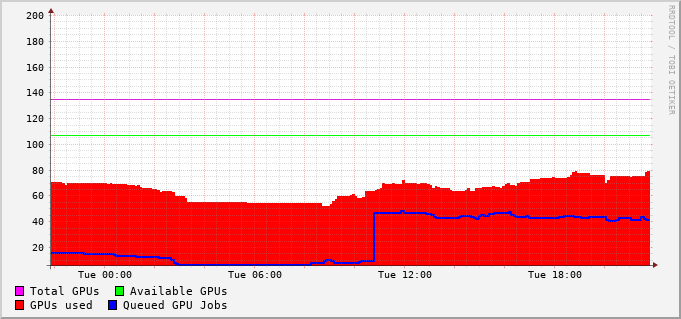 200
180
160
140
120
100
80
60
40
20
Tue 00:00 Tue 06:00 Tue 12:00 Tue 18:00
Total GPUs Available GPUs
GPUs used Queued GPU Jobs
RRDTOOL / TOBI OETIKER